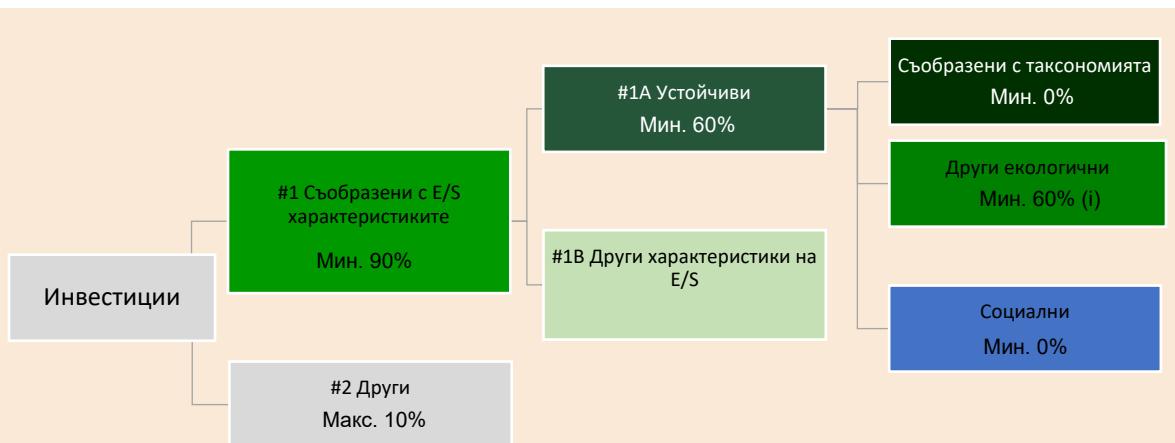 Инвестиции
#1 Съобразени с E/S
характеристиките
Мин. 90%
#2 Други
Макс. 10%
#1A Устойчиви
Мин. 60%
#1B Други характеристики на
E/S
Съобразени с таксономията
Мин. 0%
Други екологични
Мин. 60% (i)
Социални
Мин. 0%